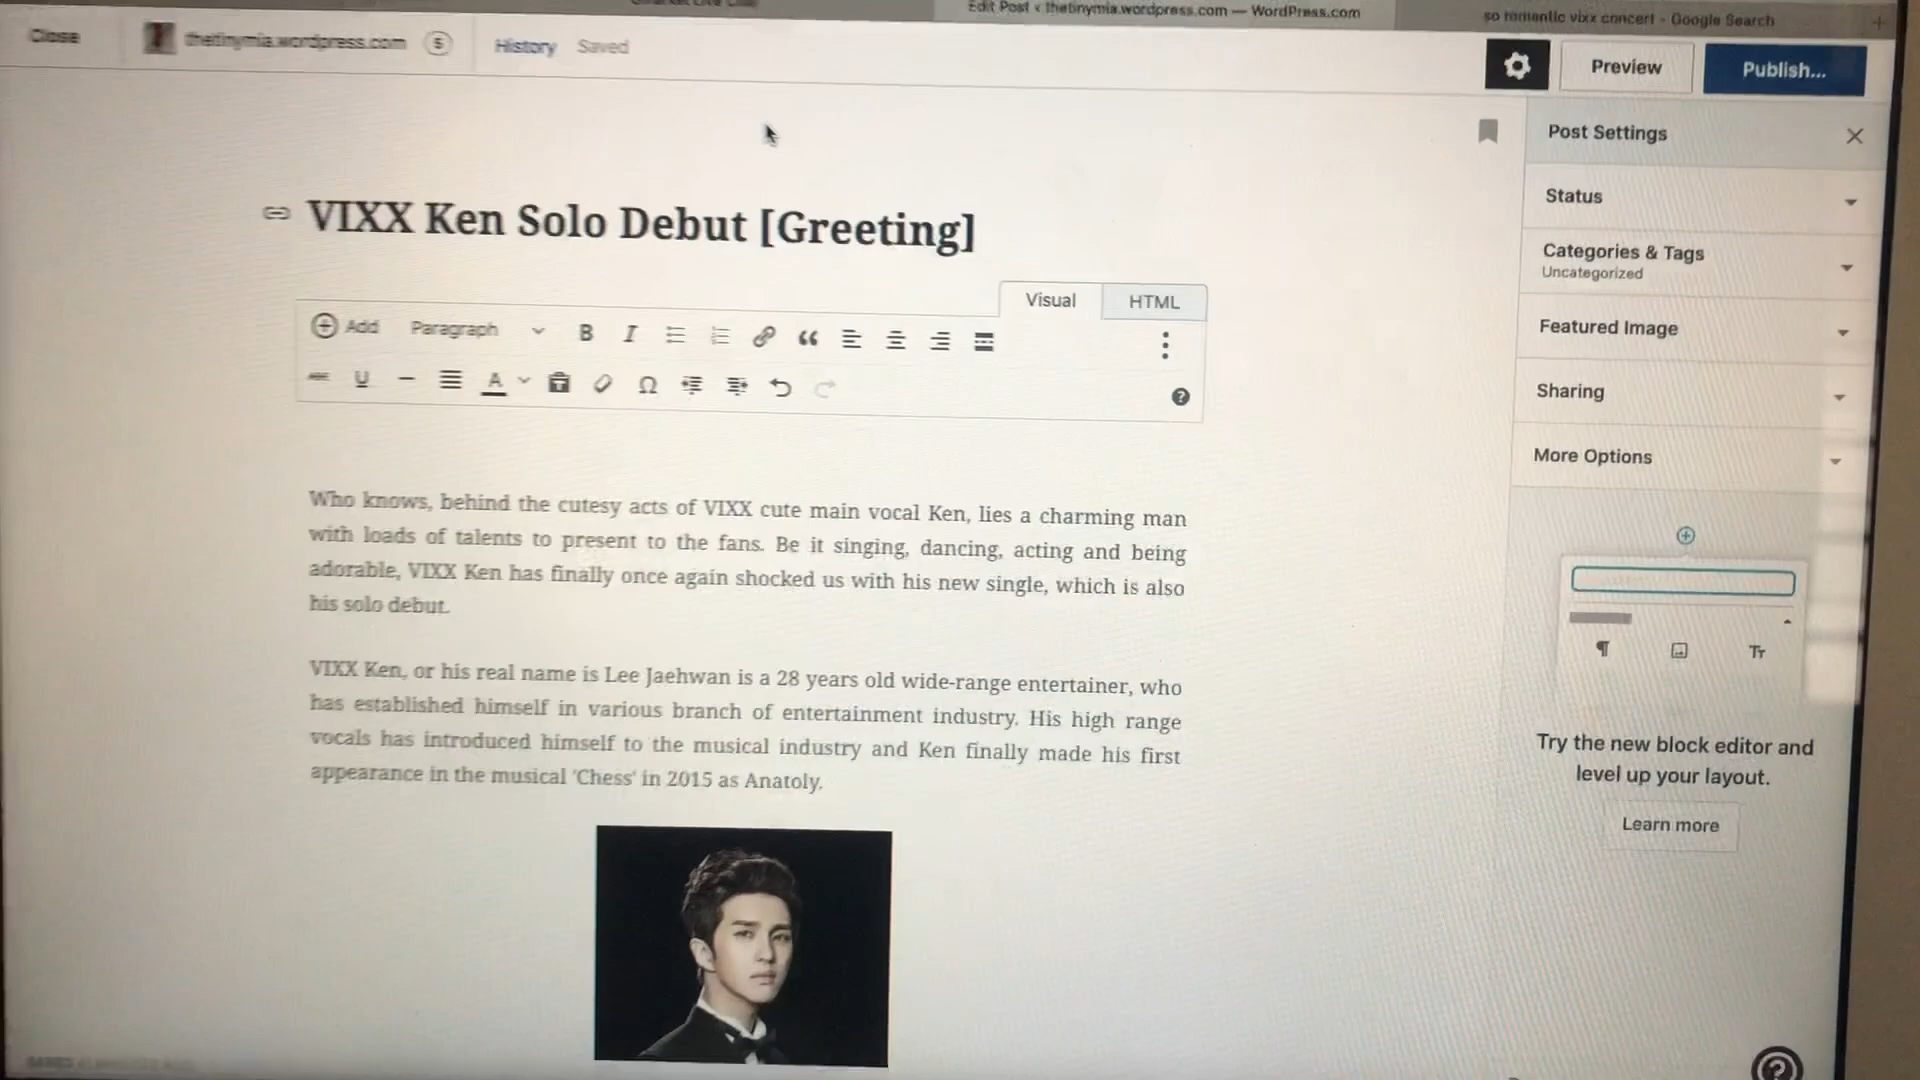 Edit Post < thetinymia.wordpress.com — WordPress.com
so romantic vixx concert - Google Search
Close
thetinymia.wordpress.com
5
History
Saved
Preview
Publish...
Post Settings
VIXX Ken Solo Debut [Greeting]
Status
Categories & Tags
Uncategorized
Featured Image
Sharing
More Options
Visual
HTML
Add
Paragraph
B I
U
A
Who knows, behind the cutesy acts of VIXX cute main vocal Ken, lies a charming man
with loads of talents to present to the fans. Be it singing, dancing, acting and being
adorable, VIXX Ken has finally once again shocked us with his new single, which is also
his solo debut.
VIXX Ken, or his real name is Lee Jaehwan is a 28 years old wide-range entertainer, who
has established himself in various branch of entertainment industry. His high range
vocals has introduced himself to the musical industry and Ken finally made his first
appearance in the musical 'Chess' in 2015 as Anatoly.
Tт
Try the new block editor and
level up your layout.
Learn more